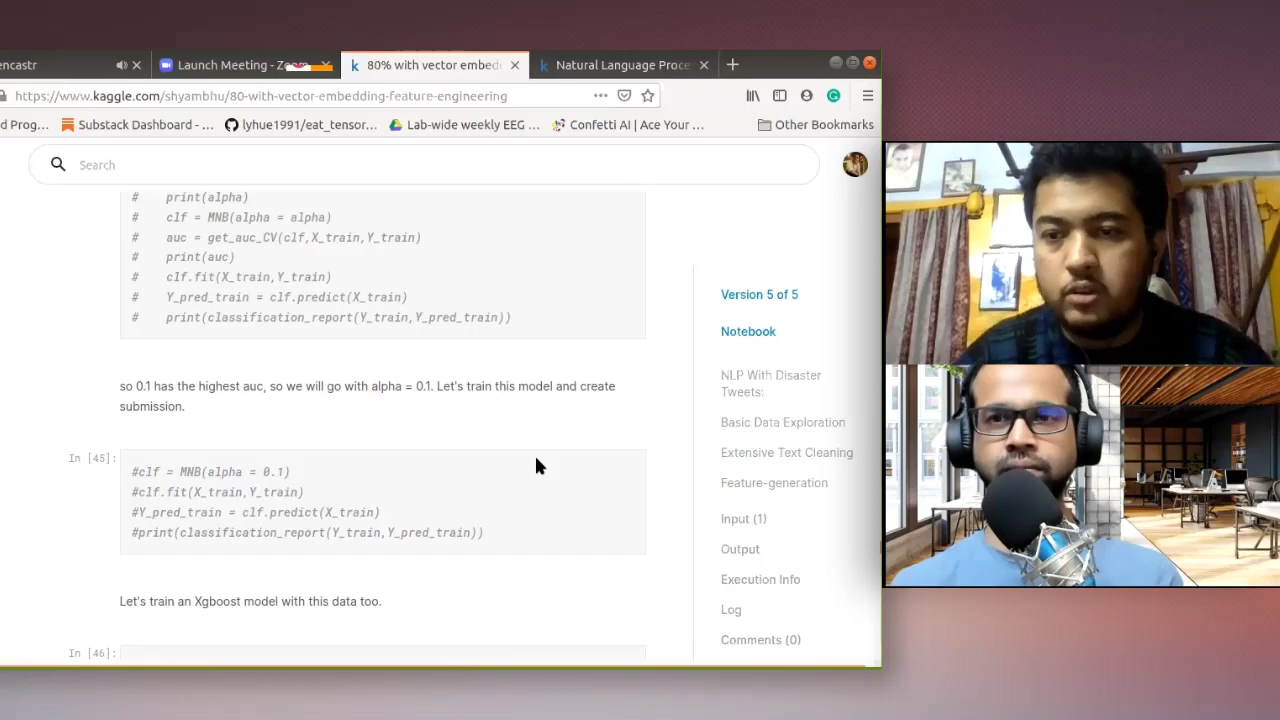 encastr
Launch Meeting - Zoom
80% with vector embed
Natural Language Proce
https://www.kaggle.com/shyambhu/80-with-vector-embedding-feature-engineering
d Prog...
Substack Dashboard - ...
lyhue1991/eat_tensor...
Lab-wide weekly EEG ...
Confetti AI | Ace Your ...
Other Bookmarks
Search
# print(alpha)
# clf = MNB(alpha = alpha)
# auc = get_auc_CV(clf,X_train,Y_train)
# print(auc)
# clf.fit(X_train,Y_train)
# Y_pred_train = clf.predict(X_train)
# print(classification_report(Y_train,Y_pred_train))
so 0.1 has the highest auc, so we will go with alpha = 0.1. Let's train this model and create
submission.
In [45]:
#clf = MNB(alpha = 0.1)
#clf.fit(X_train,Y_train)
#Y_pred_train = clf.predict(X_train)
#print(classification_report(Y_train,Y_pred_train))
Let's train an Xgboost model with this data too.
In [46]:
Version 5 of 5
Notebook
NLP With Disaster
Tweets:
Basic Data Exploration
Extensive Text Cleaning
Feature-generation
Input (1)
Output
Execution Info
Log
Comments (0)